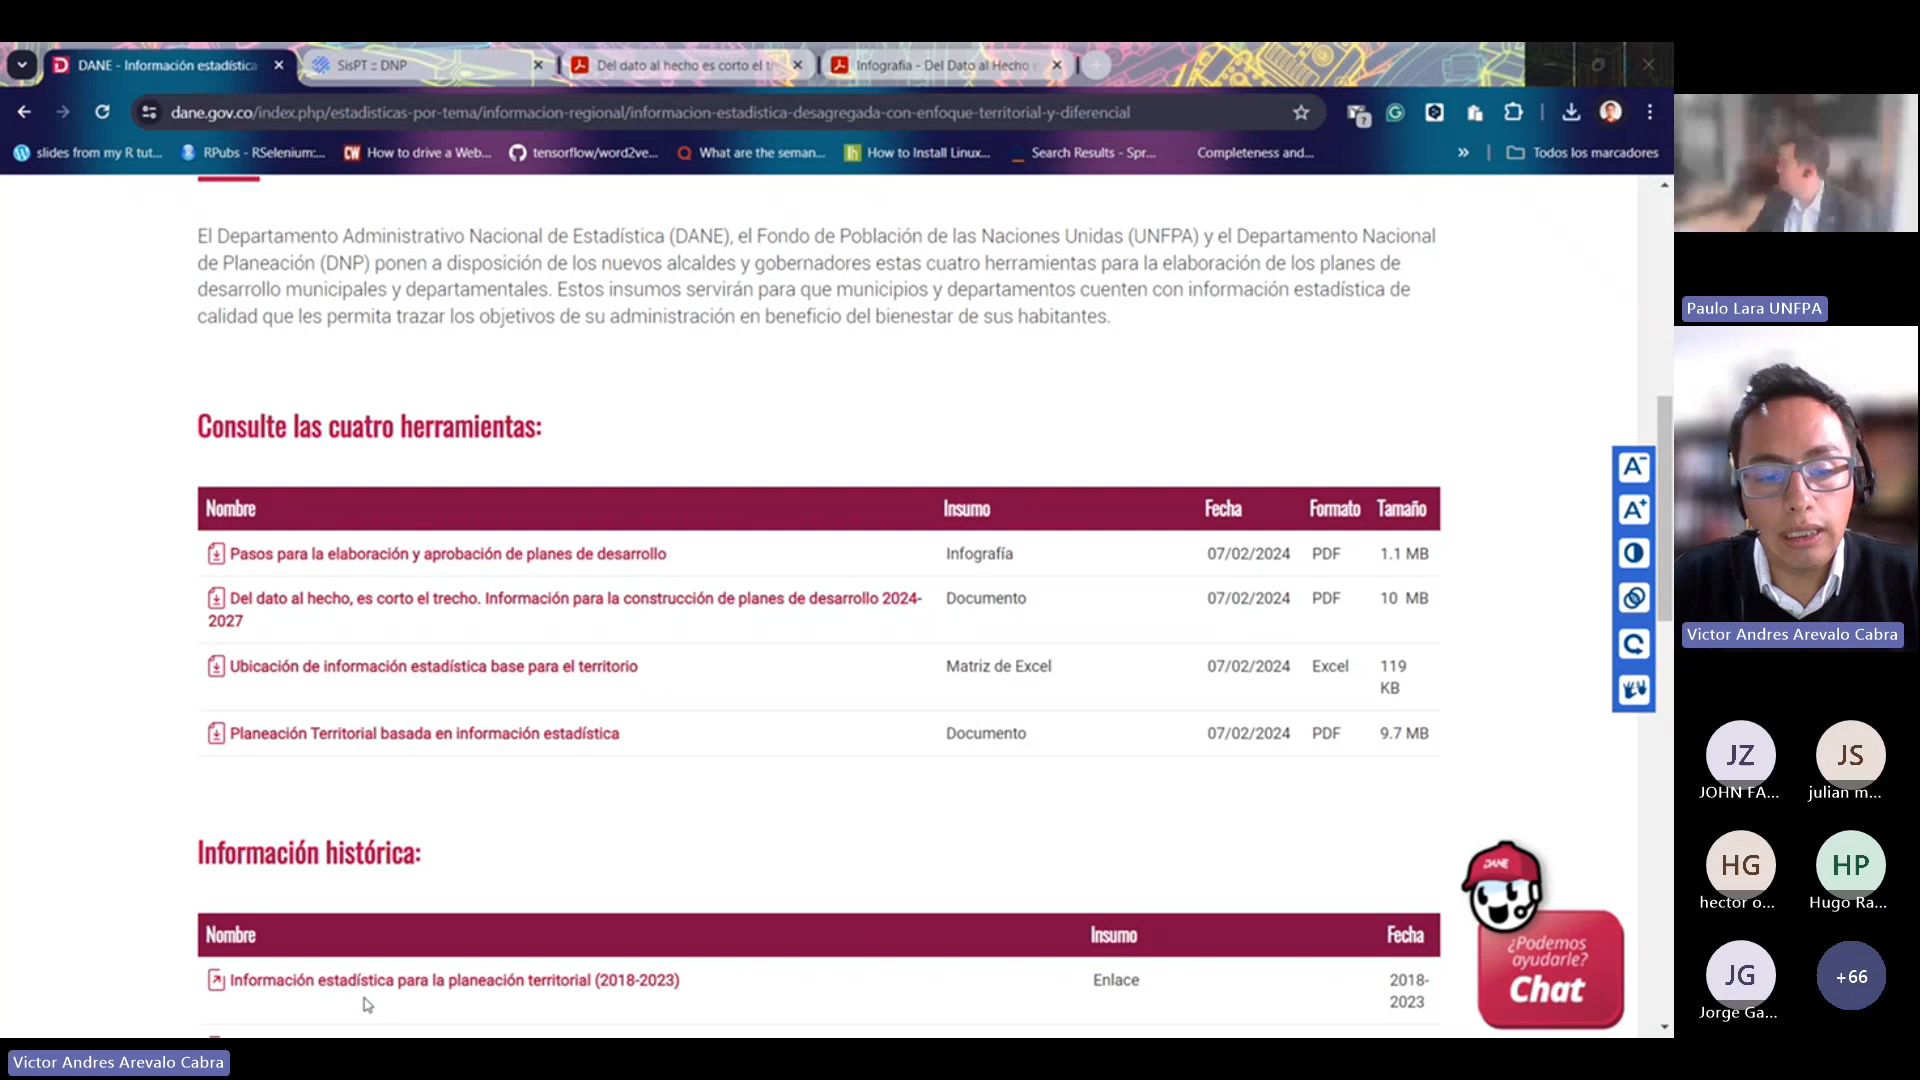 DANE - Información estadística
SisPT :: DNP
Del dato al hecho es corto el tr
Infografia - Del Dato al Hecho
dane.gov.co/index.php/estadisticas-por-tema/informacion-regional/informacion-estadistica-desagregada-con-enfoque-territorial-y-diferencial
slides from my R tut...
RPubs - RSelenium:...
How to drive a Web...
tensorflow/word2ve...
What are the seman...
How to Install Linux...
Search Results - Spr...
Completeness and...
Todos los marcadores
El Departamento Administrativo Nacional de Estadística (DANE), el Fondo de Población de las Naciones Unidas (UNFPA) y el Departamento Nacional
de Planeación (DNP) ponen a disposición de los nuevos alcaldes y gobernadores estas cuatro herramientas para la elaboración de los planes de
desarrollo municipales y departamentales. Estos insumos servirán para que municipios y departamentos cuenten con información estadística de
calidad que les permita trazar los objetivos de su administración en beneficio del bienestar de sus habitantes.
Consulte las cuatro herramientas:
Nombre Insumo Fecha Formato Tamaño
Pasos para la elaboración y aprobación de planes de desarrollo Infografía 07/02/2024 PDF 1.1 MB
Del dato al hecho, es corto el trecho. Información para la construcción de planes de desarrollo 2024- Documento 07/02/2024 PDF 10 MB
2027
Ubicación de información estadística base para el territorio Matriz de Excel 07/02/2024 Excel 119
KB
Planeación Territorial basada en información estadística Documento 07/02/2024 PDF 9.7 MB
Información histórica:
Nombre Insumo Fecha
Información estadística para la planeación territorial (2018-2023) Enlace 2018-
2023
A-
A+
DANE
¿Podemos
ayudarle?
Chat
Paulo Lara UNFPA
Victor Andres Arevalo Cabra
JZ
JOHN FA...
JS
julian m...
HG
hector o...
HP
Hugo Ra...
JG
Jorge Ga...
+66
Victor Andres Arevalo Cabra